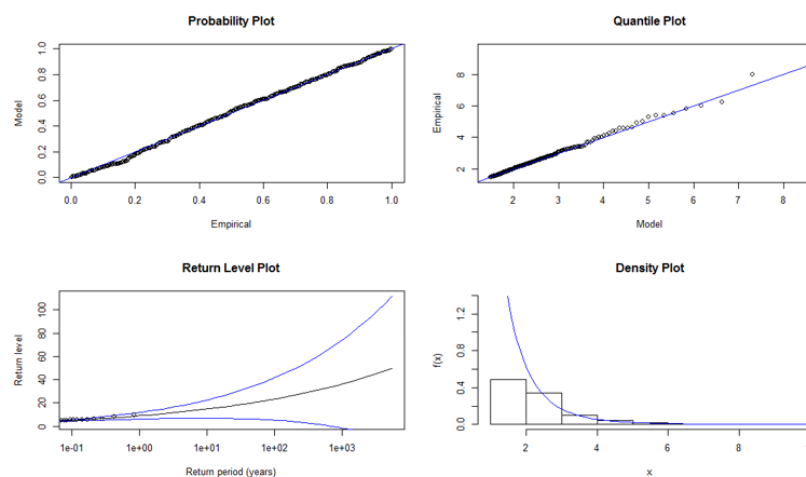 Probability Plot
Model
0.0 0.2 0.4 0.6 0.8 1.0
0.0 0.2 0.4 0.6 0.8 1.0
Empirical
Quantile Plot
Empirical
2 4 6 8
2 3 4 5 6 7 8
Model
Return Level Plot
Return level
0 20 40 60 80 100
1e-01 1e+00 1e+01 1e+02 1e+03
Return period (years)
Density Plot
f(x)
0.0 0.4 0.8 1.2
2 4 6 8
x